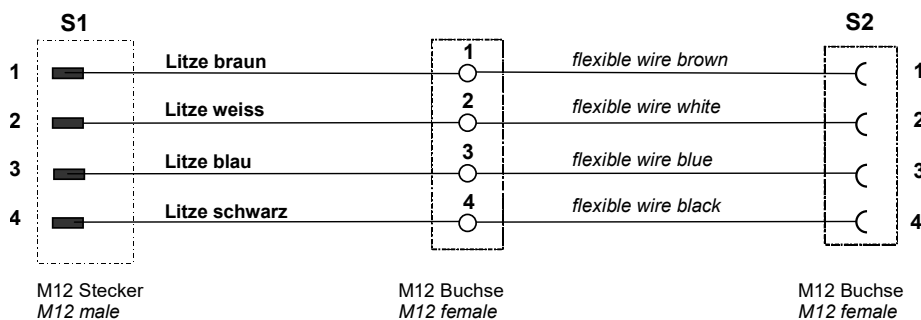 S1
S2
1 Litze braun 1 flexible wire brown 1
2 Litze weiss 2 flexible wire white 2
3 Litze blau 3 flexible wire blue 3
4 Litze schwarz 4 flexible wire black 4
M12 Stecker
M12 male
M12 Buchse
M12 female
M12 Buchse
M12 female